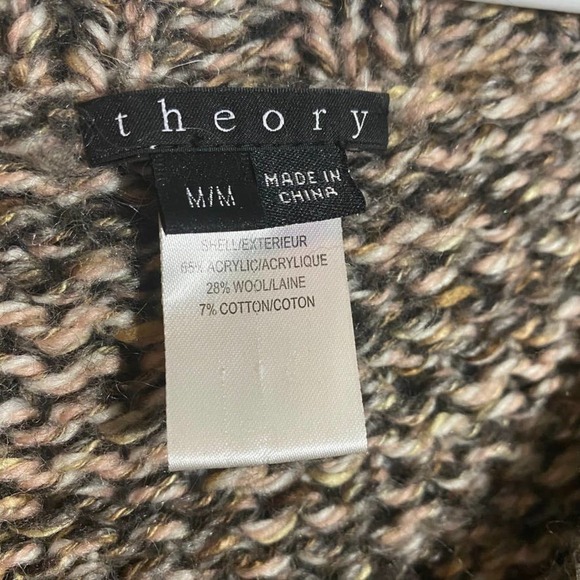 theory
M/M
MADE IN
CHINA
SHELL/EXTERIEUR
65% ACRYLIC/ACRYLIQUE
28% WOOL/LAINE
7% COTTON/COTON